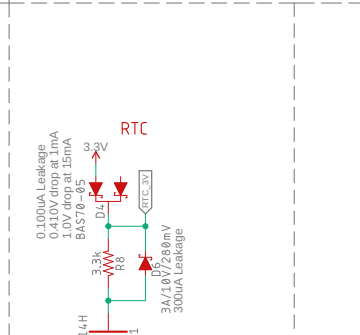 RTC
3.3V
0.100uA Leakage
0.410V drop at 1mA
1.0V drop at 15mA
BAS70-05
D4
RTC_3V
3.3k
R8
D6
3A/10V/280mV
300uA Leakage
14H
1